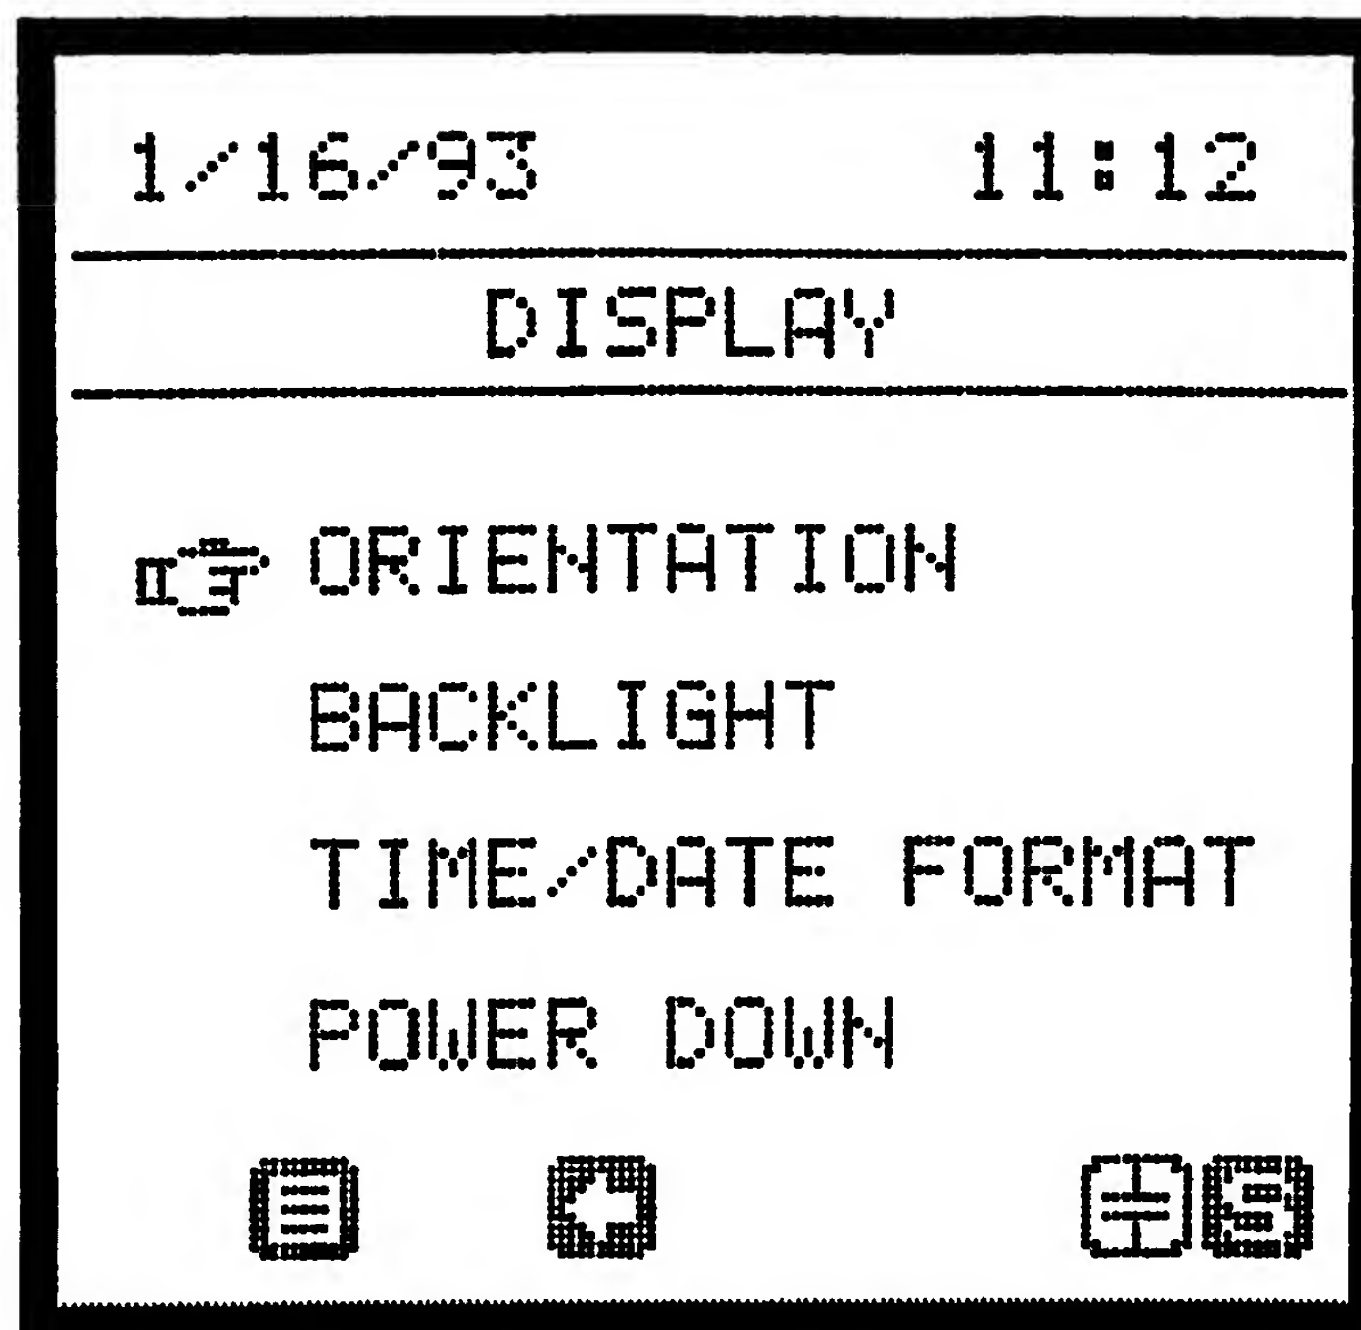 1/16/93 11:12
DISPLAY
ORIENTATION
BACKLIGHT
TIME/DATE FORMAT
POWER DOWN
S